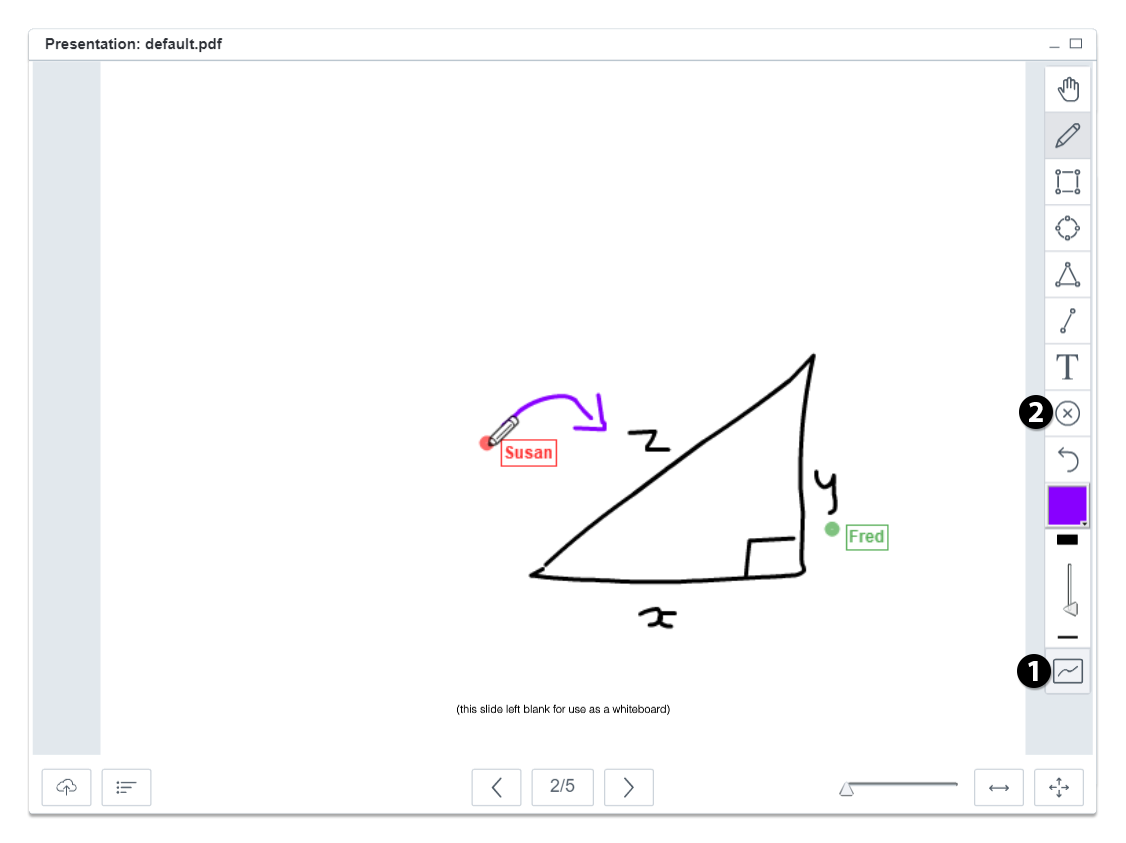 Presentation: default.pdf
T
2
z
Susan
y
Fred
x
1
(this slide left blank for use as a whiteboard)
2/5